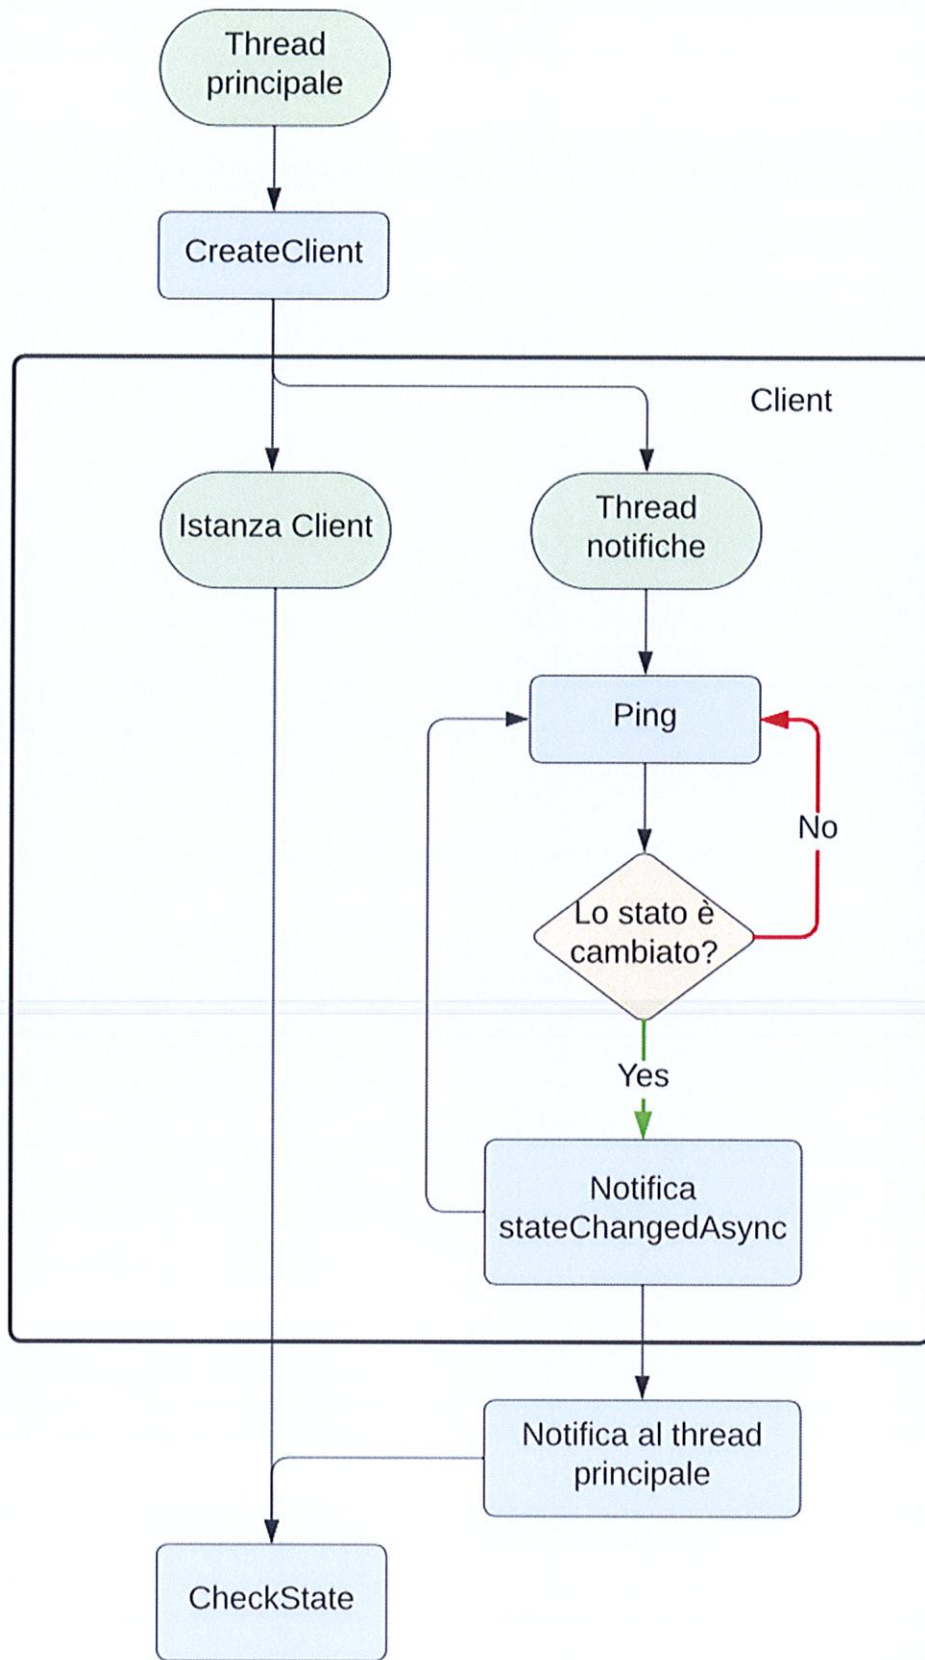 Thread
principale
CreateClient
Client
Istanza Client
Thread
notifiche
Ping
No
Lo stato è
cambiato?
Yes
Notifica
stateChangedAsync
Notifica al thread
principale
CheckState